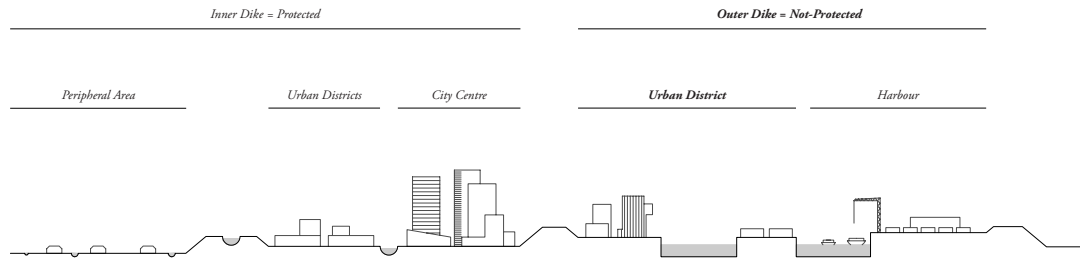 Inner Dike = Protected
Outer Dike = Not-Protected
Peripheral Area
Urban Districts
City Centre
Urban District
Harbour